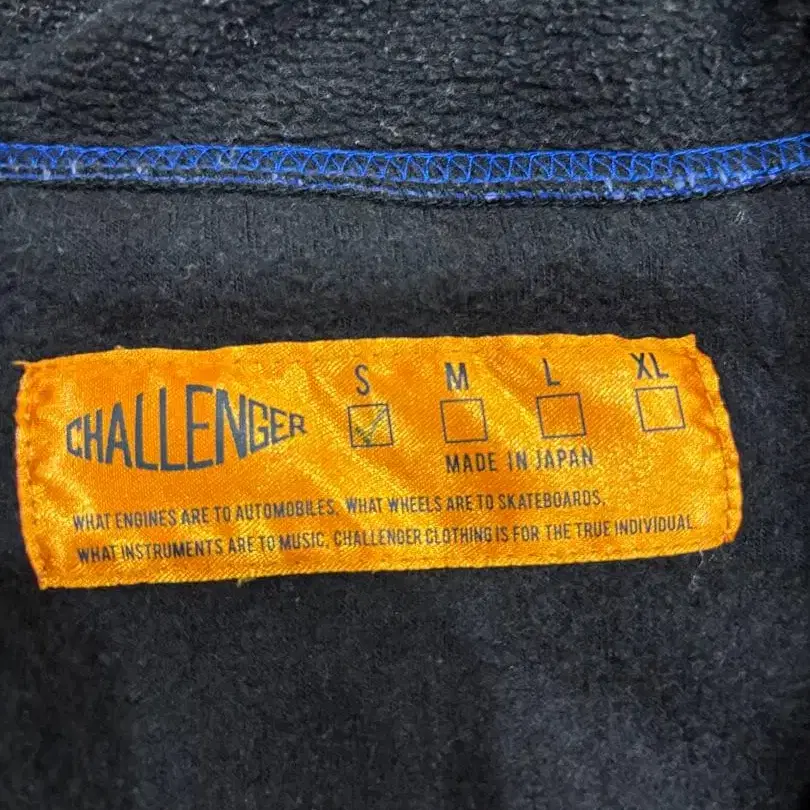 CHALLENGER
S M L XL
MADE IN JAPAN
WHAT ENGINES ARE TO AUTOMOBILES, WHAT WHEELS ARE TO SKATEBOARDS,
WHAT INSTRUMENTS ARE TO MUSIC, CHALLENGER CLOTHING IS FOR THE TRUE INDIVIDUAL